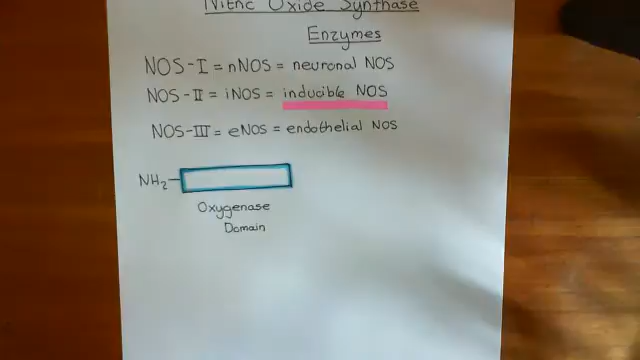 Nitric Oxide Synthase
Enzymes
NOS-I = nNOS = neuronal NOS
NOS-II = iNOS = inducible NOS
NOS-III = eNOS = endothelial NOS
NH₂
Oxygenase
Domain